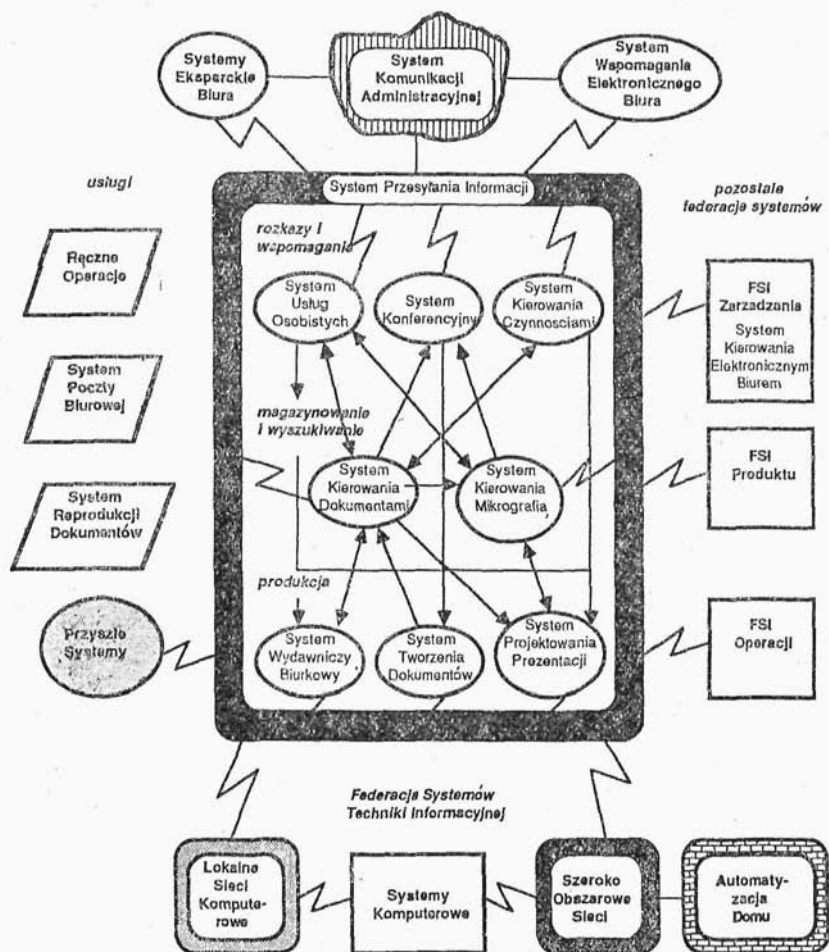 Systemy
Eksparckie
Biura
System
Komunikacji
Administracyjnej
System
Wspomagania
Elektronicznego
Biura
usługi
System Przesyłania Informacji
pozostałe
federacje systemów
rozkazy i
wspomaganie
Ręczne
Operacje
System
Usług
Osobistych
System
Konferencyjny
System
Kierowania
Czynnosciami
FSI
Zarzadzania
System
Kierowania
Elektronicznym
Biurem
System
Poczty
Biurowej
magazynowanie
i wyszukiwanie
System
Kierowania
Dokumentami
System
Kierowania
Mikrografią
FSI
Produktu
System
Reprodukcji
Dokumentów
produkcja
Przyszłe
Systemy
System
Wydawniczy
Biurkowy
System
Tworzenia
Dokumentów
System
Projektowania
Prezentacji
FSI
Operacji
Federacja Systemów
Techniki Informacyjnej
Lokalne
Sieci
Kompute-
rowe
Systemy
Komputerowe
Szeroko
Obszarowe
Sieci
Automaty-
zacja
Domu